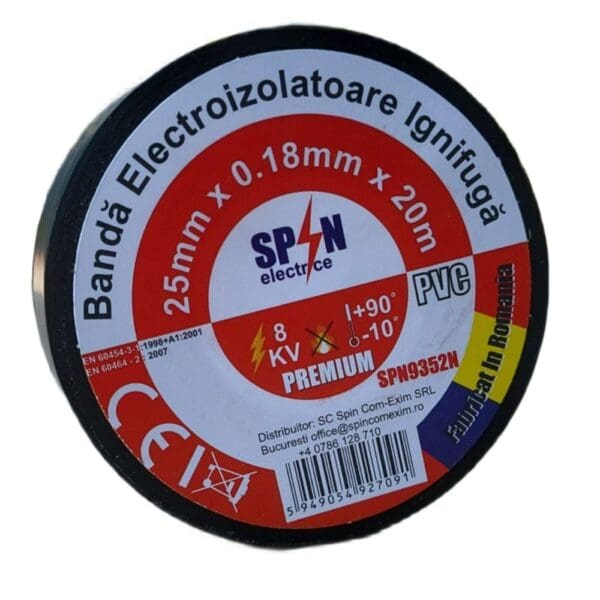 Bandă Electroizolatoare Ignifugă
25mm x 0.18mm x 20m
SPIN
electrice
PVC
8
KV
+90°
-10°
PREMIUM
SPN9352N
EN 60454-3-1:1998+A1:2001
EN 60464 - 2 : 2007
CE
Fabricat in Romania
Distribuitor: SC Spin Com-Exim SRL
Bucuresti office@spincomexim.ro
+4 0786 128 710
5 949054 927091